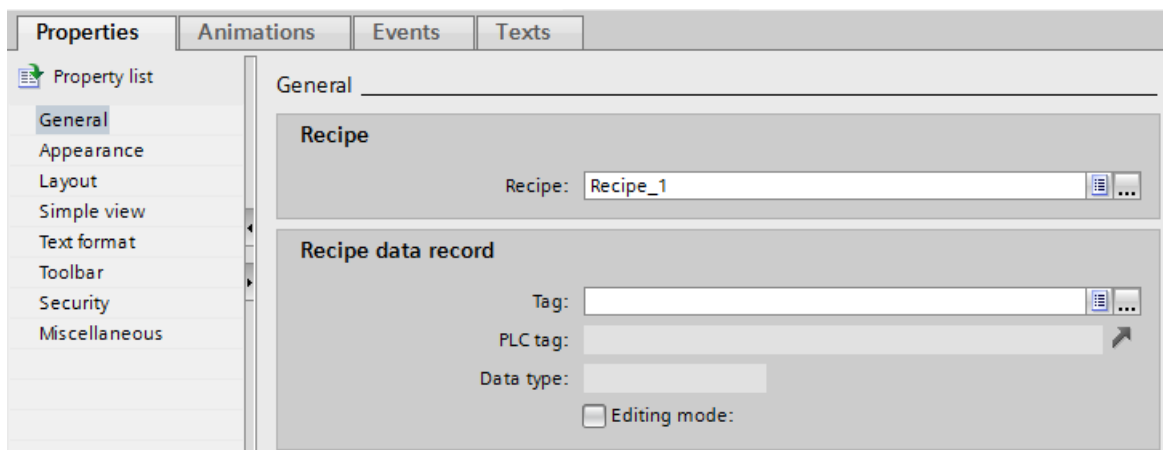 Properties Animations Events Texts
Property list
General
Appearance
Layout
Simple view
Text format
Toolbar
Security
Miscellaneous
General
Recipe
Recipe: Recipe_1 ...
Recipe data record
Tag: ...
PLC tag:
Data type:
Editing mode: